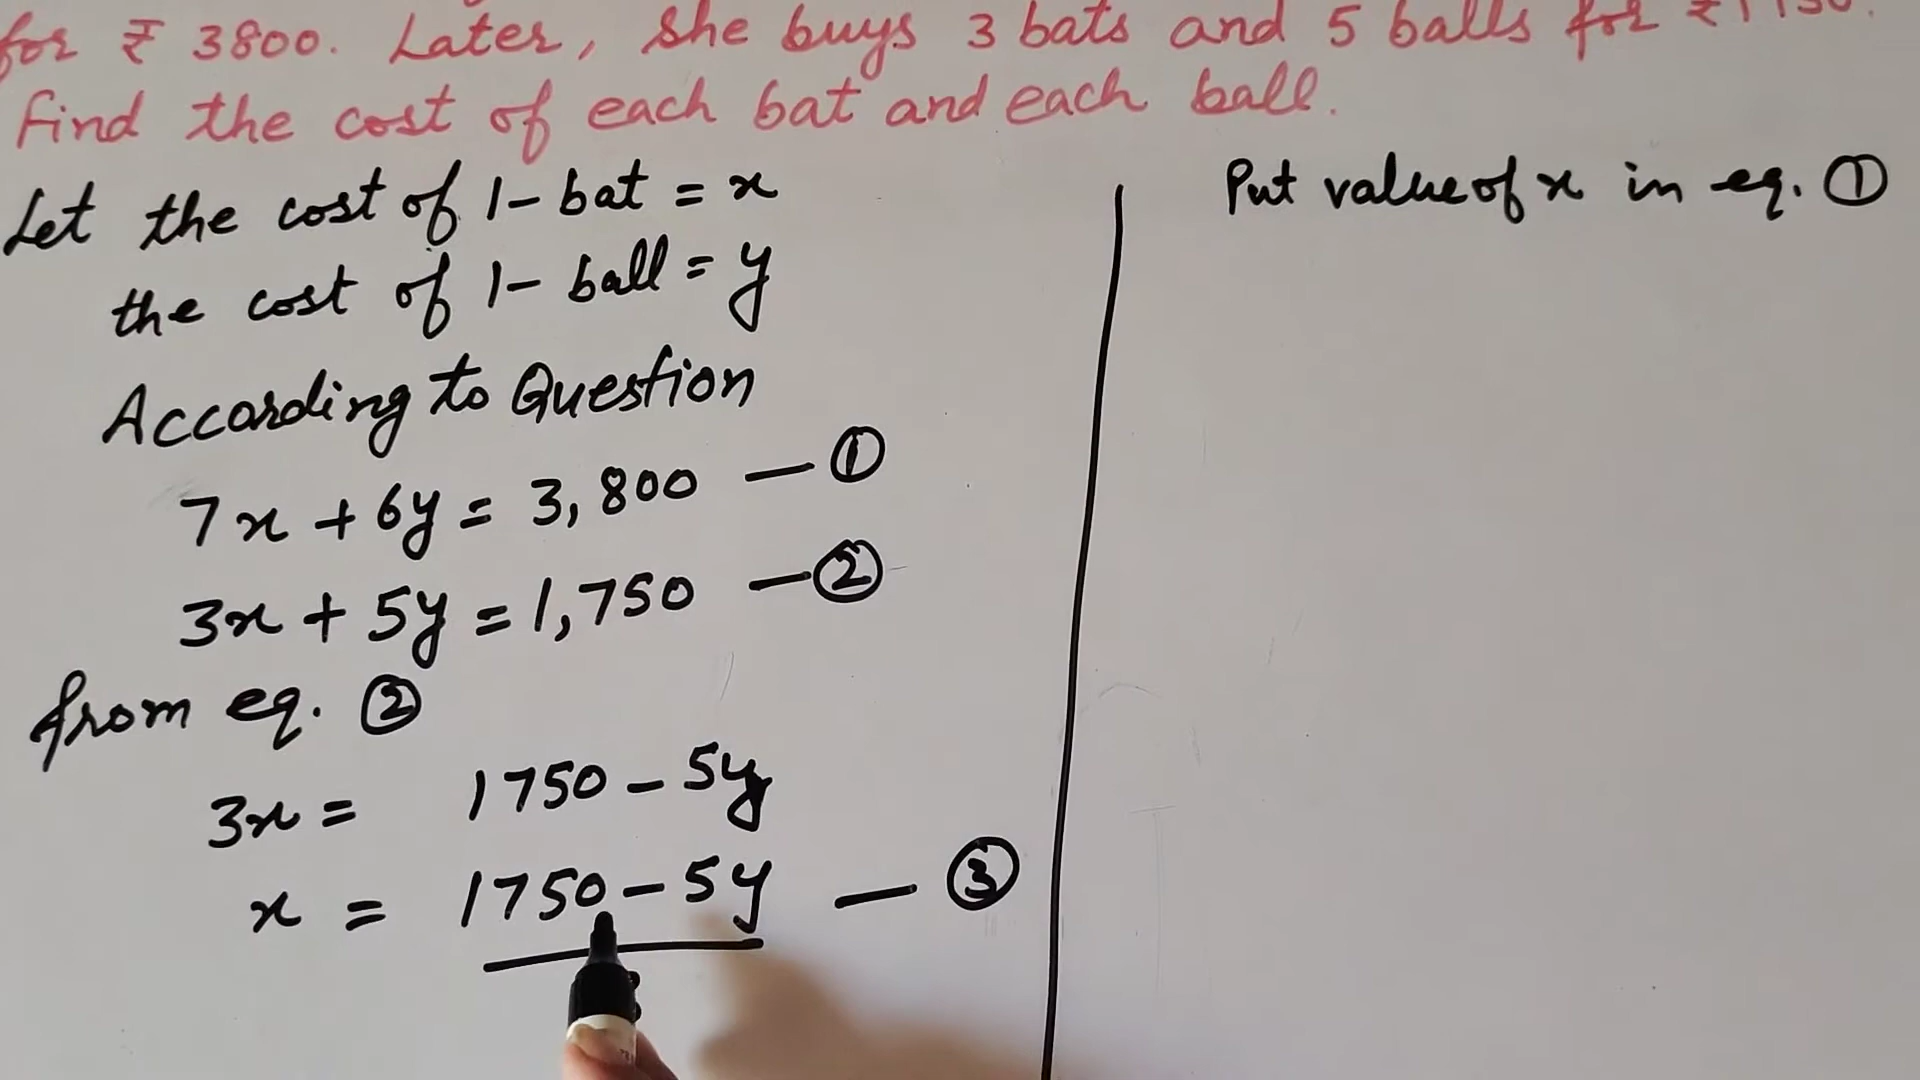 for ₹ 3800. Later, she buys 3 bats and 5 balls for ₹1750.
Find the cost of each bat and each ball.
Let the cost of 1-bat = x
the cost of 1- ball = y
According to Question
7x + 6y = 3,800 — ①
3x + 5y = 1,750 — ②
from eq. ②
3x = 1750 - 5y
x = 1750 - 5y — ③
Put value of x in eq. ①